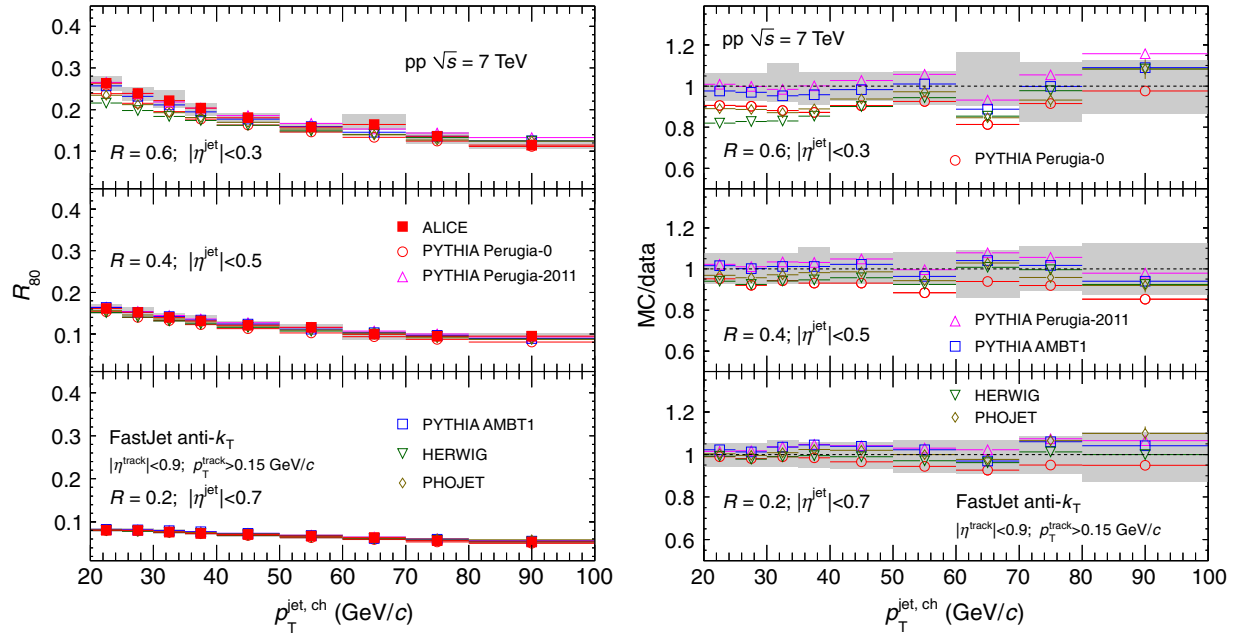 0.4
pp √s = 7 TeV
0.3
0.2
0.1
R = 0.6; |η^jet|<0.3
0.4
ALICE
PYTHIA Perugia-0
PYTHIA Perugia-2011
0.3
R = 0.4; |η^jet|<0.5
0.2
0.1
R_80
0.4
PYTHIA AMBT1
HERWIG
PHOJET
FastJet anti-k_T
|η^track|<0.9; p_T^track>0.15 GeV/c
0.3
R = 0.2; |η^jet|<0.7
0.2
0.1
20 30 40 50 60 70 80 90 100
p_T^jet, ch (GeV/c)
pp √s = 7 TeV
1.2
1
0.8
0.6
R = 0.6; |η^jet|<0.3
PYTHIA Perugia-0
1.2
1
0.8
0.6
PYTHIA Perugia-2011
PYTHIA AMBT1
R = 0.4; |η^jet|<0.5
MC/data
HERWIG
PHOJET
1.2
1
0.8
0.6
R = 0.2; |η^jet|<0.7
FastJet anti-k_T
|η^track|<0.9; p_T^track>0.15 GeV/c
20 30 40 50 60 70 80 90 100
p_T^jet, ch (GeV/c)